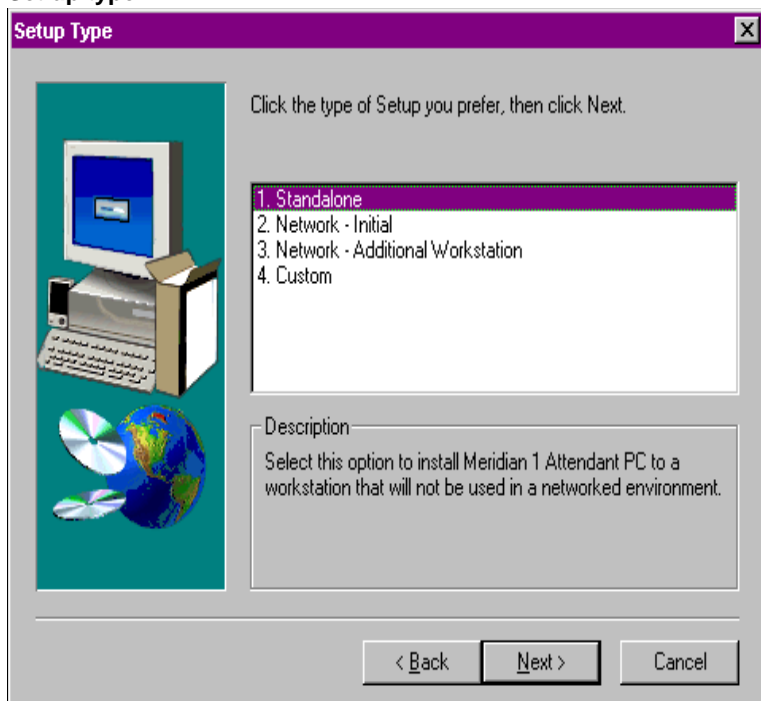 Setup Type
Click the type of Setup you prefer, then click Next.
1. Standalone
2. Network - Initial
3. Network - Additional Workstation
4. Custom
Description
Select this option to install Meridian 1 Attendant PC to a
workstation that will not be used in a networked environment.
< Back
Next >
Cancel